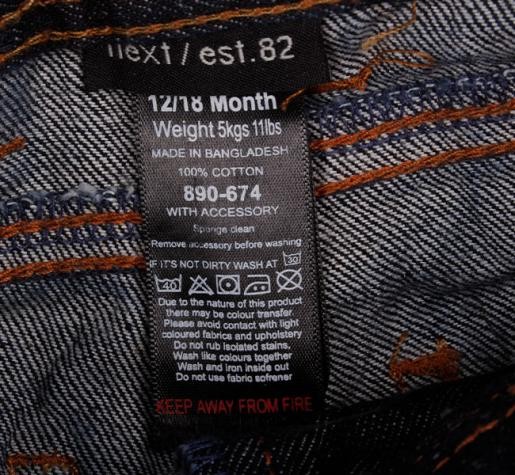 next / est.82
12/18 Month
Weight 5kgs 11lbs
MADE IN BANGLADESH
100% COTTON
890-674
WITH ACCESSORY
Sponge clean
Remove accessory before washing
IF IT'S NOT DIRTY WASH AT 30
40
Due to the nature of this product
there may be colour transfer.
Please avoid contact with light
coloured fabrics and upholstery
Do not rub isolated stains,
Wash like colours together
Wash and iron inside out
Do not use fabric sofrener
KEEP AWAY FROM FIRE